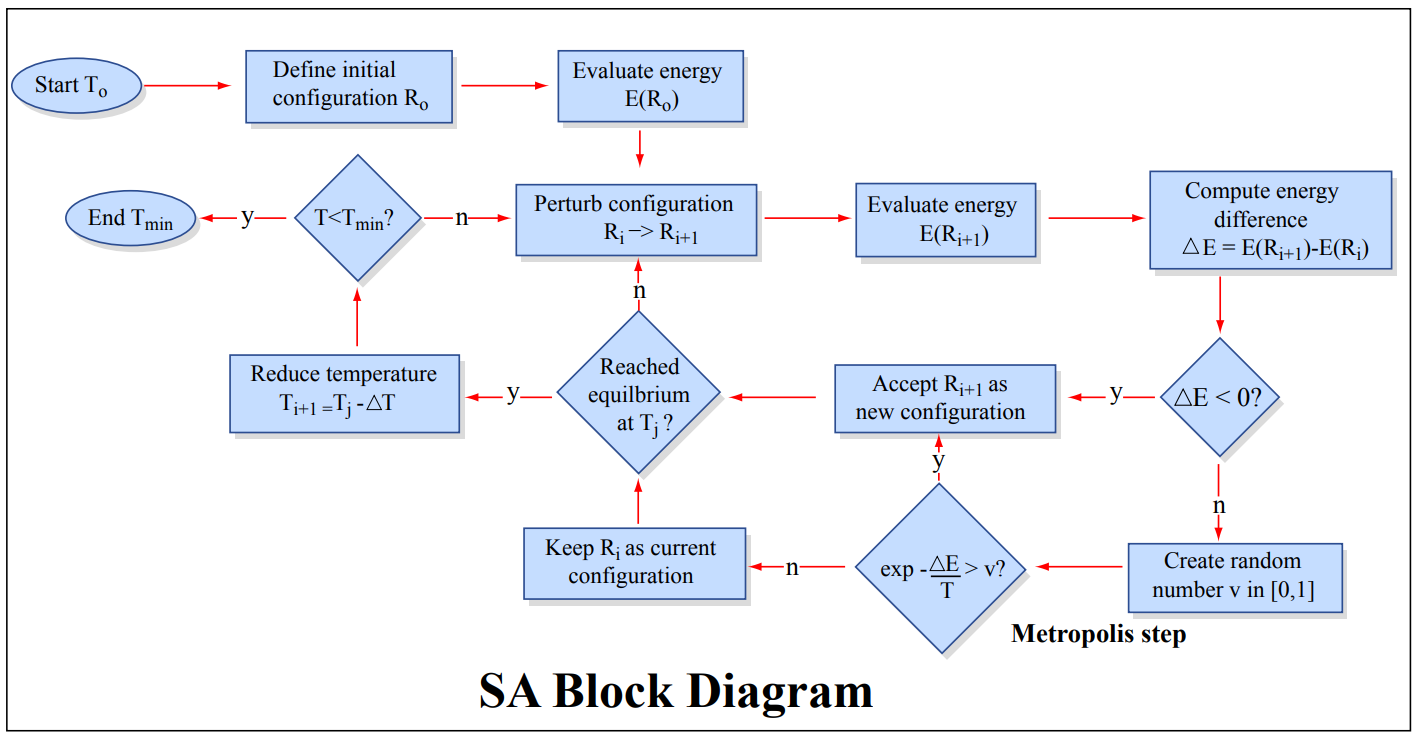 Start To
Define initial
configuration Ro
Evaluate energy
E(Ro)
End Tmin
y
T<Tmin?
n
Perturb configuration
Ri −> Ri+1
Evaluate energy
E(Ri+1)
Compute energy
difference
△E = E(Ri+1)-E(Ri)
n
Reduce temperature
Ti+1 =Tj -△T
y
Reached
equilbrium
at Tj ?
Accept Ri+1 as
new configuration
y
△E < 0?
y
n
Keep Ri as current
configuration
n
exp -△E/T > v?
Create random
number v in [0,1]
Metropolis step
SA Block Diagram